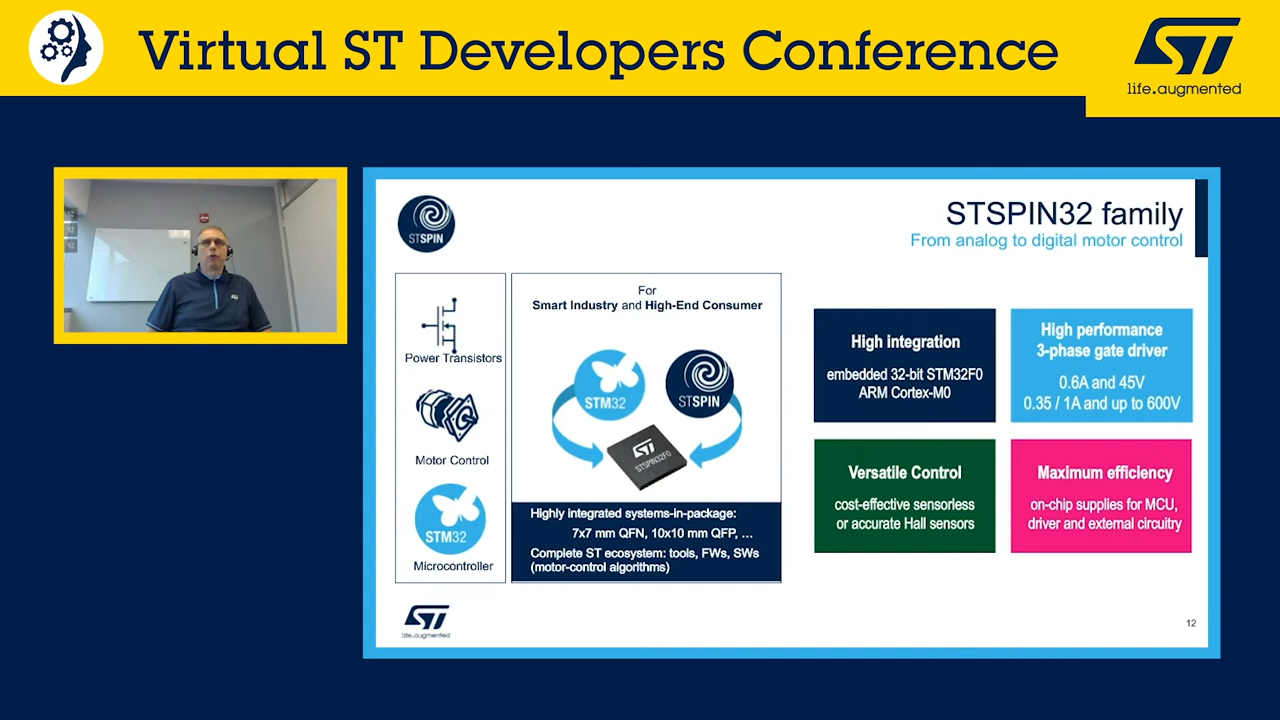 Virtual ST Developers Conference
ST
life.augmented
STSPIN
STSPIN32 family
From analog to digital motor control
Power Transistors
Motor Control
STM32
Microcontroller
For
Smart Industry and High-End Consumer
STM32
STSPIN
ST
STSPIN32F0
Highly integrated systems-in-package:
7x7 mm QFN, 10x10 mm QFP, ...
Complete ST ecosystem: tools, FWs, SWs
(motor-control algorithms)
High integration
embedded 32-bit STM32F0
ARM Cortex-M0
High performance
3-phase gate driver
0.6A and 45V
0.35 / 1A and up to 600V
Versatile Control
cost-effective sensorless
or accurate Hall sensors
Maximum efficiency
on-chip supplies for MCU,
driver and external circuitry
ST
life.augmented
12